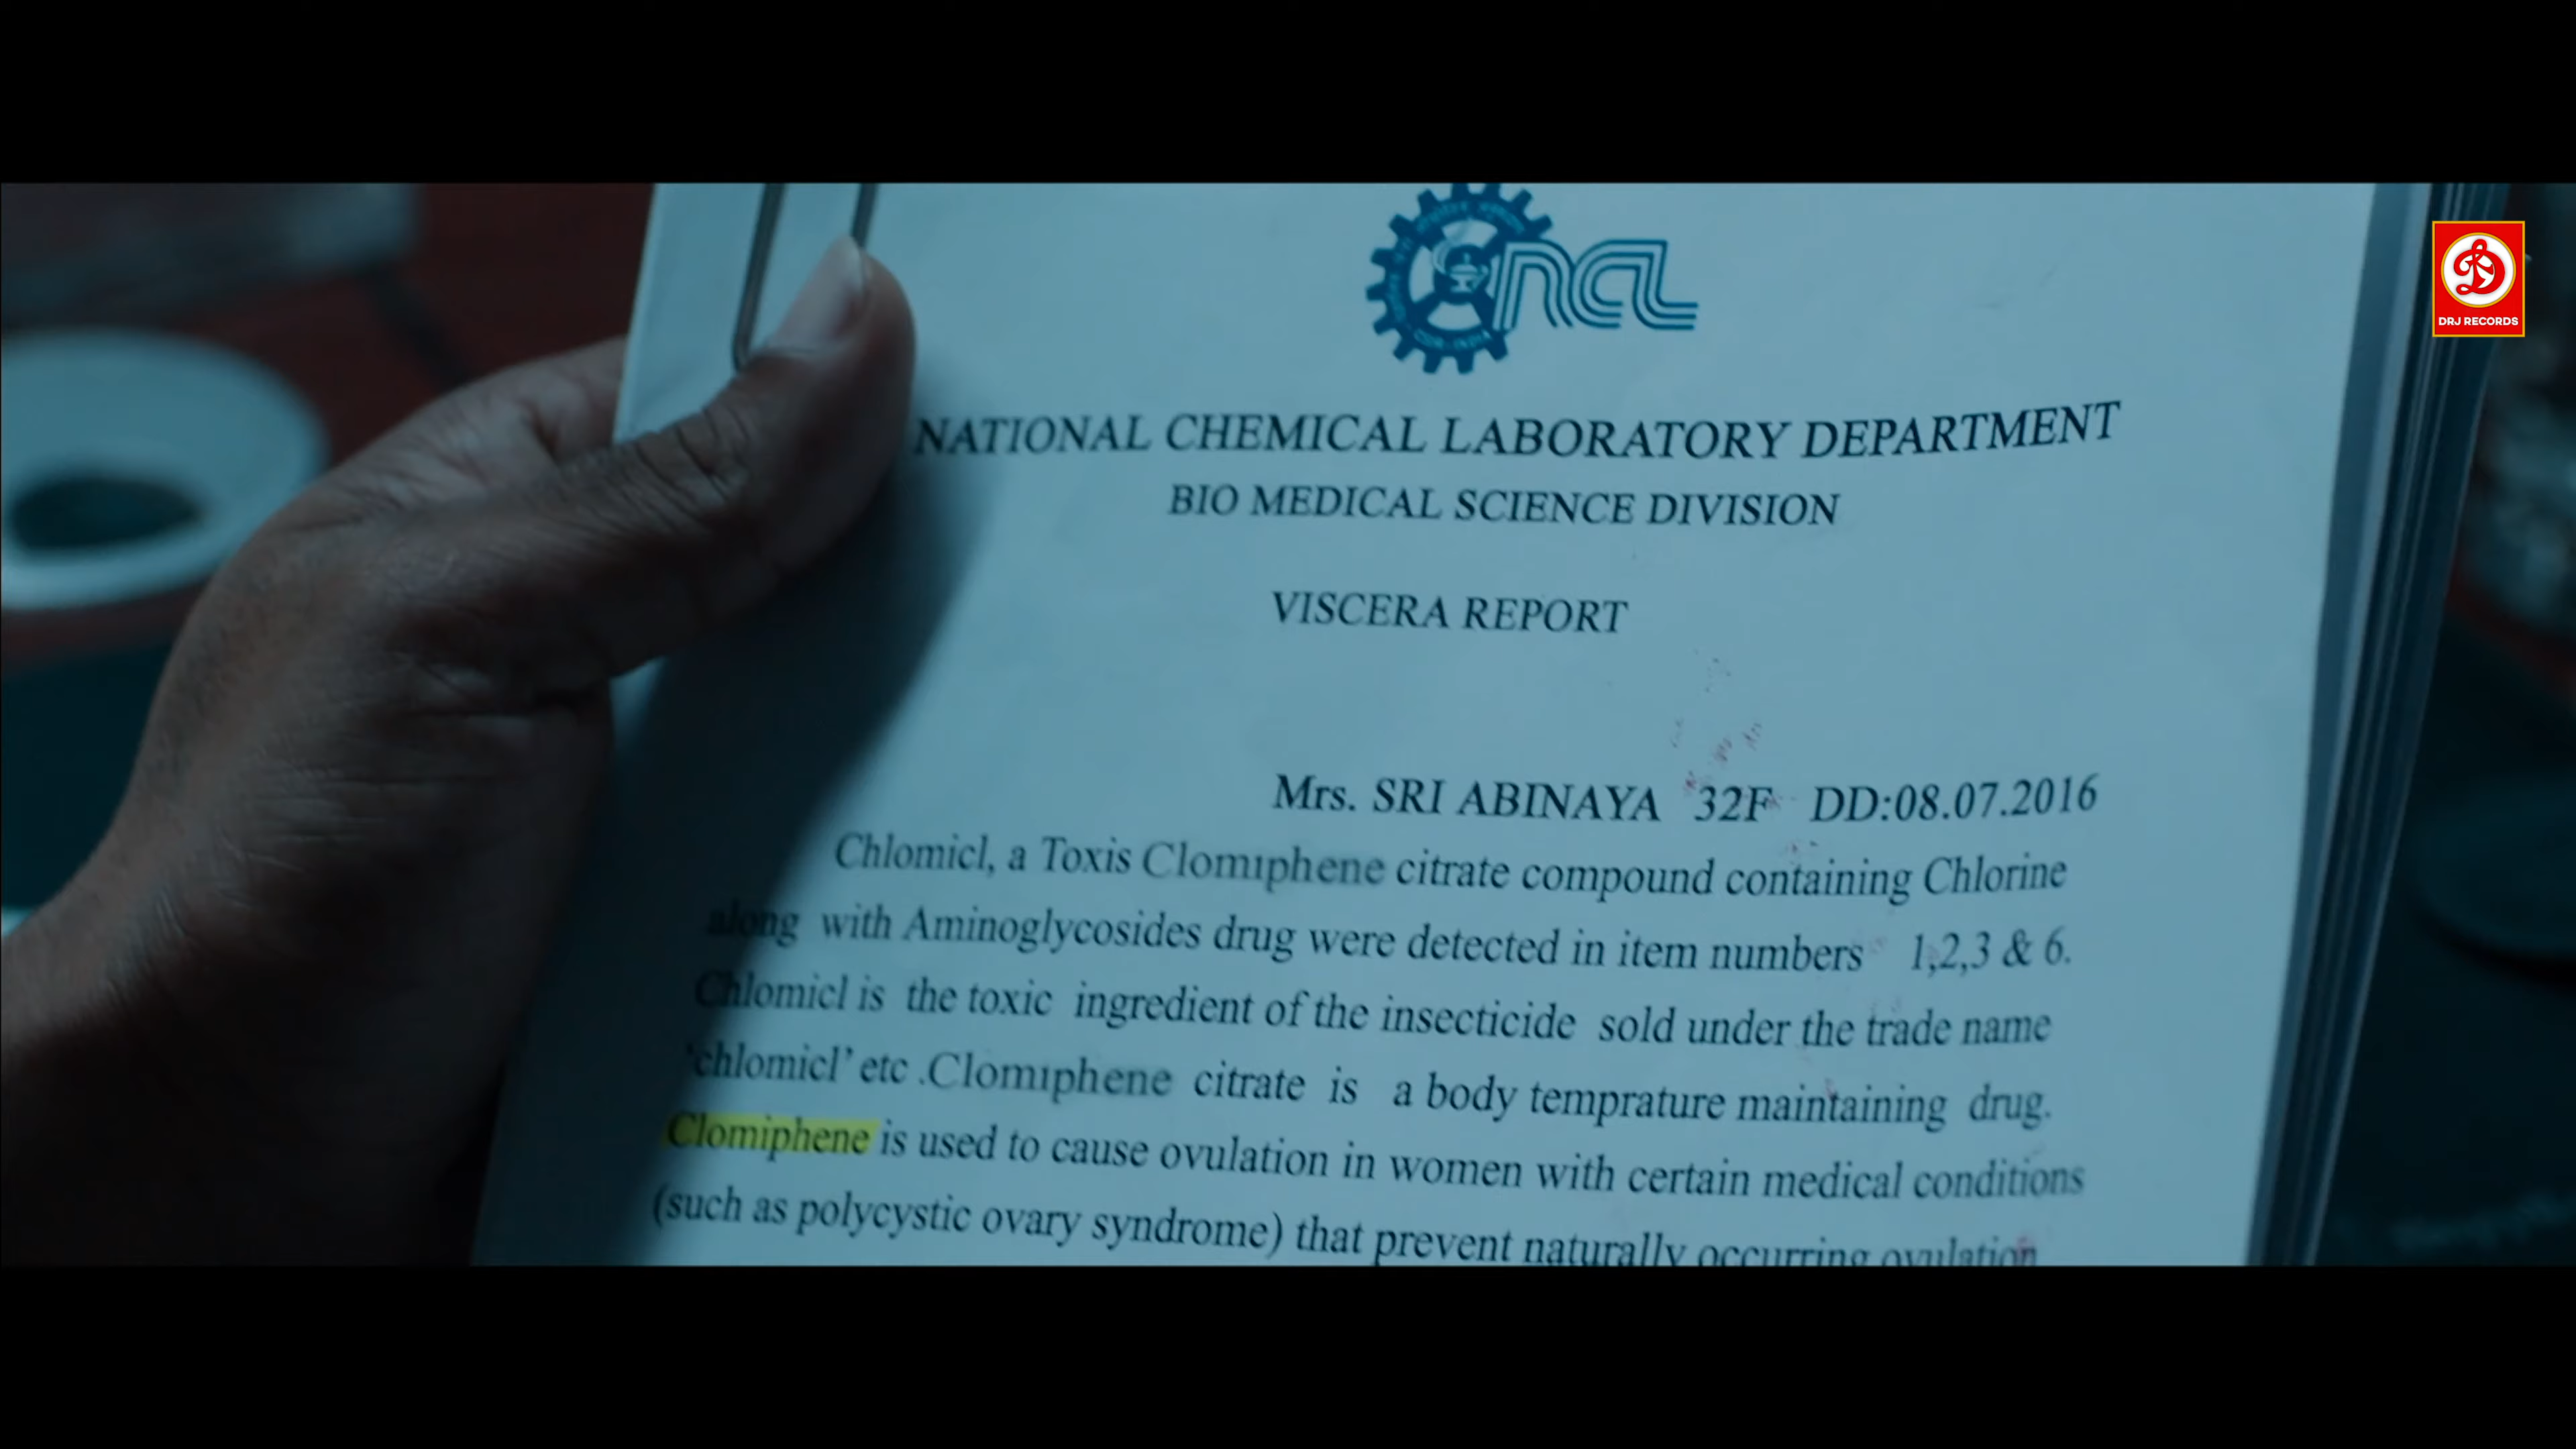 NCL
CSIR-INDIA
DRJ RECORDS
NATIONAL CHEMICAL LABORATORY DEPARTMENT
BIO MEDICAL SCIENCE DIVISION
VISCERA REPORT
Mrs. SRI ABINAYA 32F DD:08.07.2016
Chlomicl, a Toxis Clomiphene citrate compound containing Chlorine
along with Aminoglycosides drug were detected in item numbers 1,2,3 & 6.
Chlomicl is the toxic ingredient of the insecticide sold under the trade name
'chlomicl' etc .Clomiphene citrate is a body temprature maintaining drug.
Clomiphene is used to cause ovulation in women with certain medical conditions
(such as polycystic ovary syndrome) that prevent naturally occurring ovulation